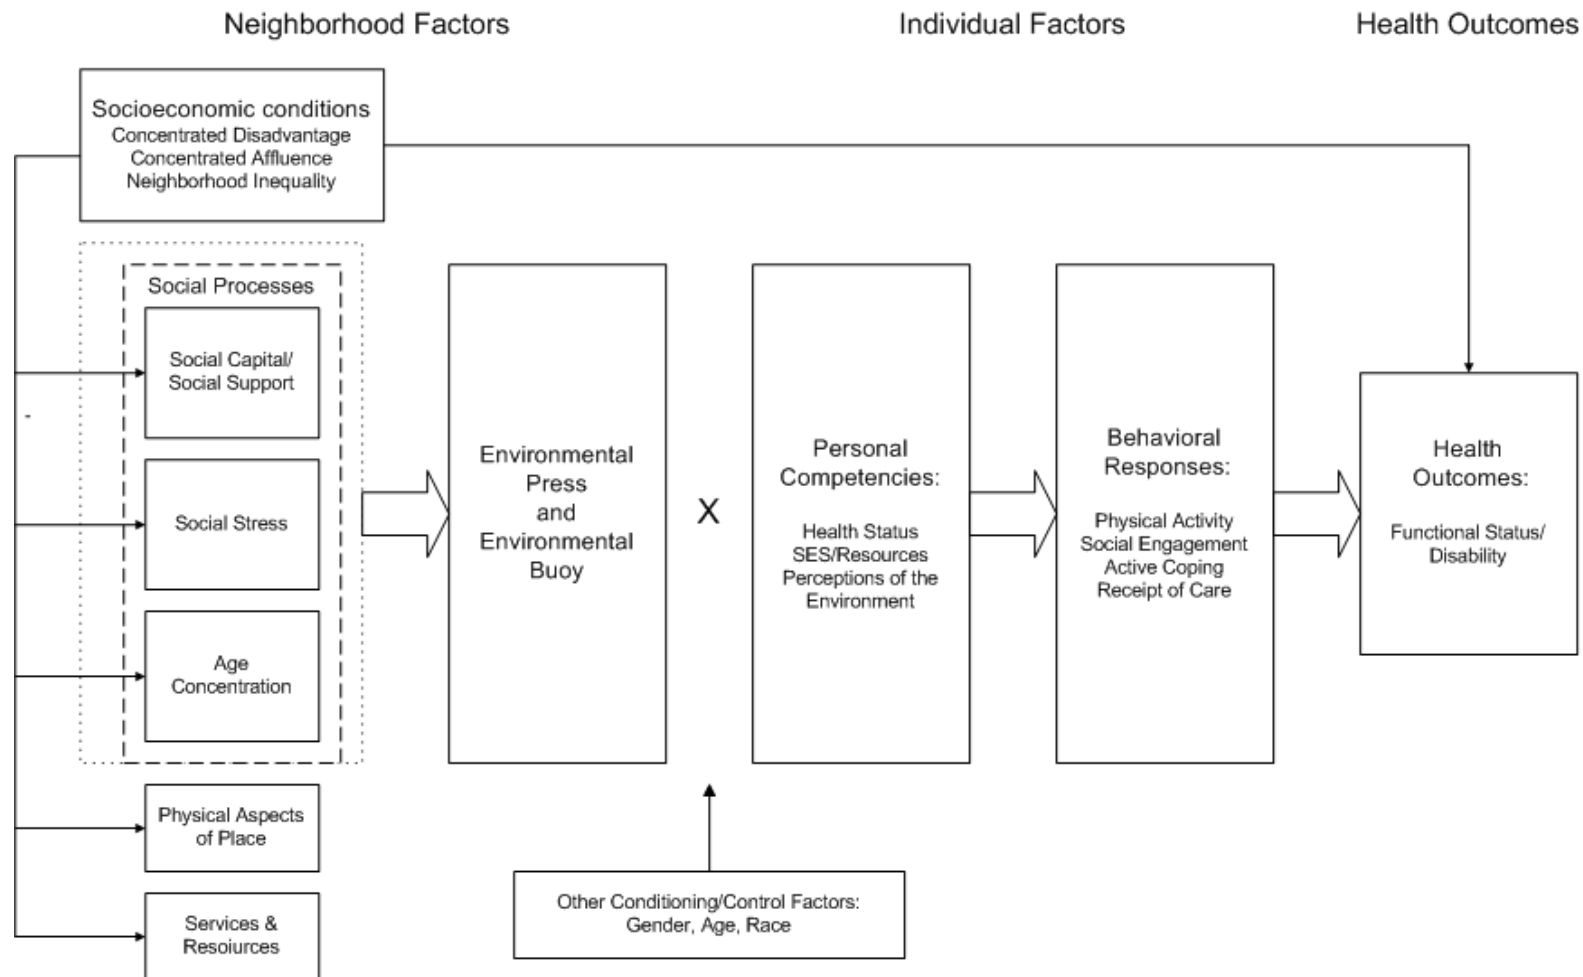 Neighborhood Factors
Individual Factors
Health Outcomes
Socioeconomic conditions
Concentrated Disadvantage
Concentrated Affluence
Neighborhood Inequality
Social Processes
Social Capital/
Social Support
Social Stress
Age
Concentration
Physical Aspects
of Place
Services &
Resoiurces
-
Environmental
Press
and
Environmental
Buoy
X
Personal
Competencies:
Health Status
SES/Resources
Perceptions of the
Environment
Behavioral
Responses:
Physical Activity
Social Engagement
Active Coping
Receipt of Care
Health
Outcomes:
Functional Status/
Disability
Other Conditioning/Control Factors:
Gender, Age, Race